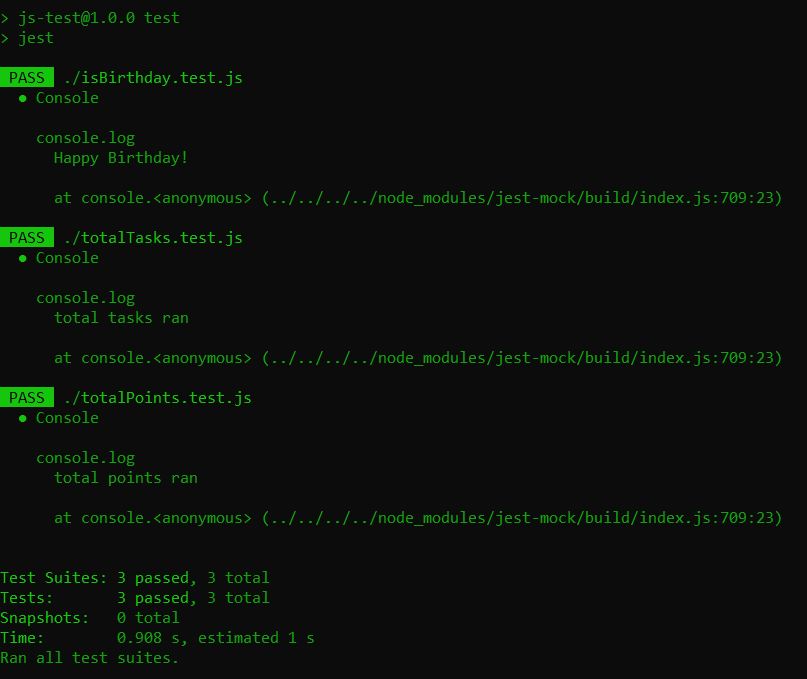 > js-test@1.0.0 test
> jest
PASS ./isBirthday.test.js
● Console
console.log
Happy Birthday!
at console.<anonymous> (../../../../node_modules/jest-mock/build/index.js:709:23)
PASS ./totalTasks.test.js
● Console
console.log
total tasks ran
at console.<anonymous> (../../../../node_modules/jest-mock/build/index.js:709:23)
PASS ./totalPoints.test.js
● Console
console.log
total points ran
at console.<anonymous> (../../../../node_modules/jest-mock/build/index.js:709:23)
Test Suites: 3 passed, 3 total
Tests: 3 passed, 3 total
Snapshots: 0 total
Time: 0.908 s, estimated 1 s
Ran all test suites.